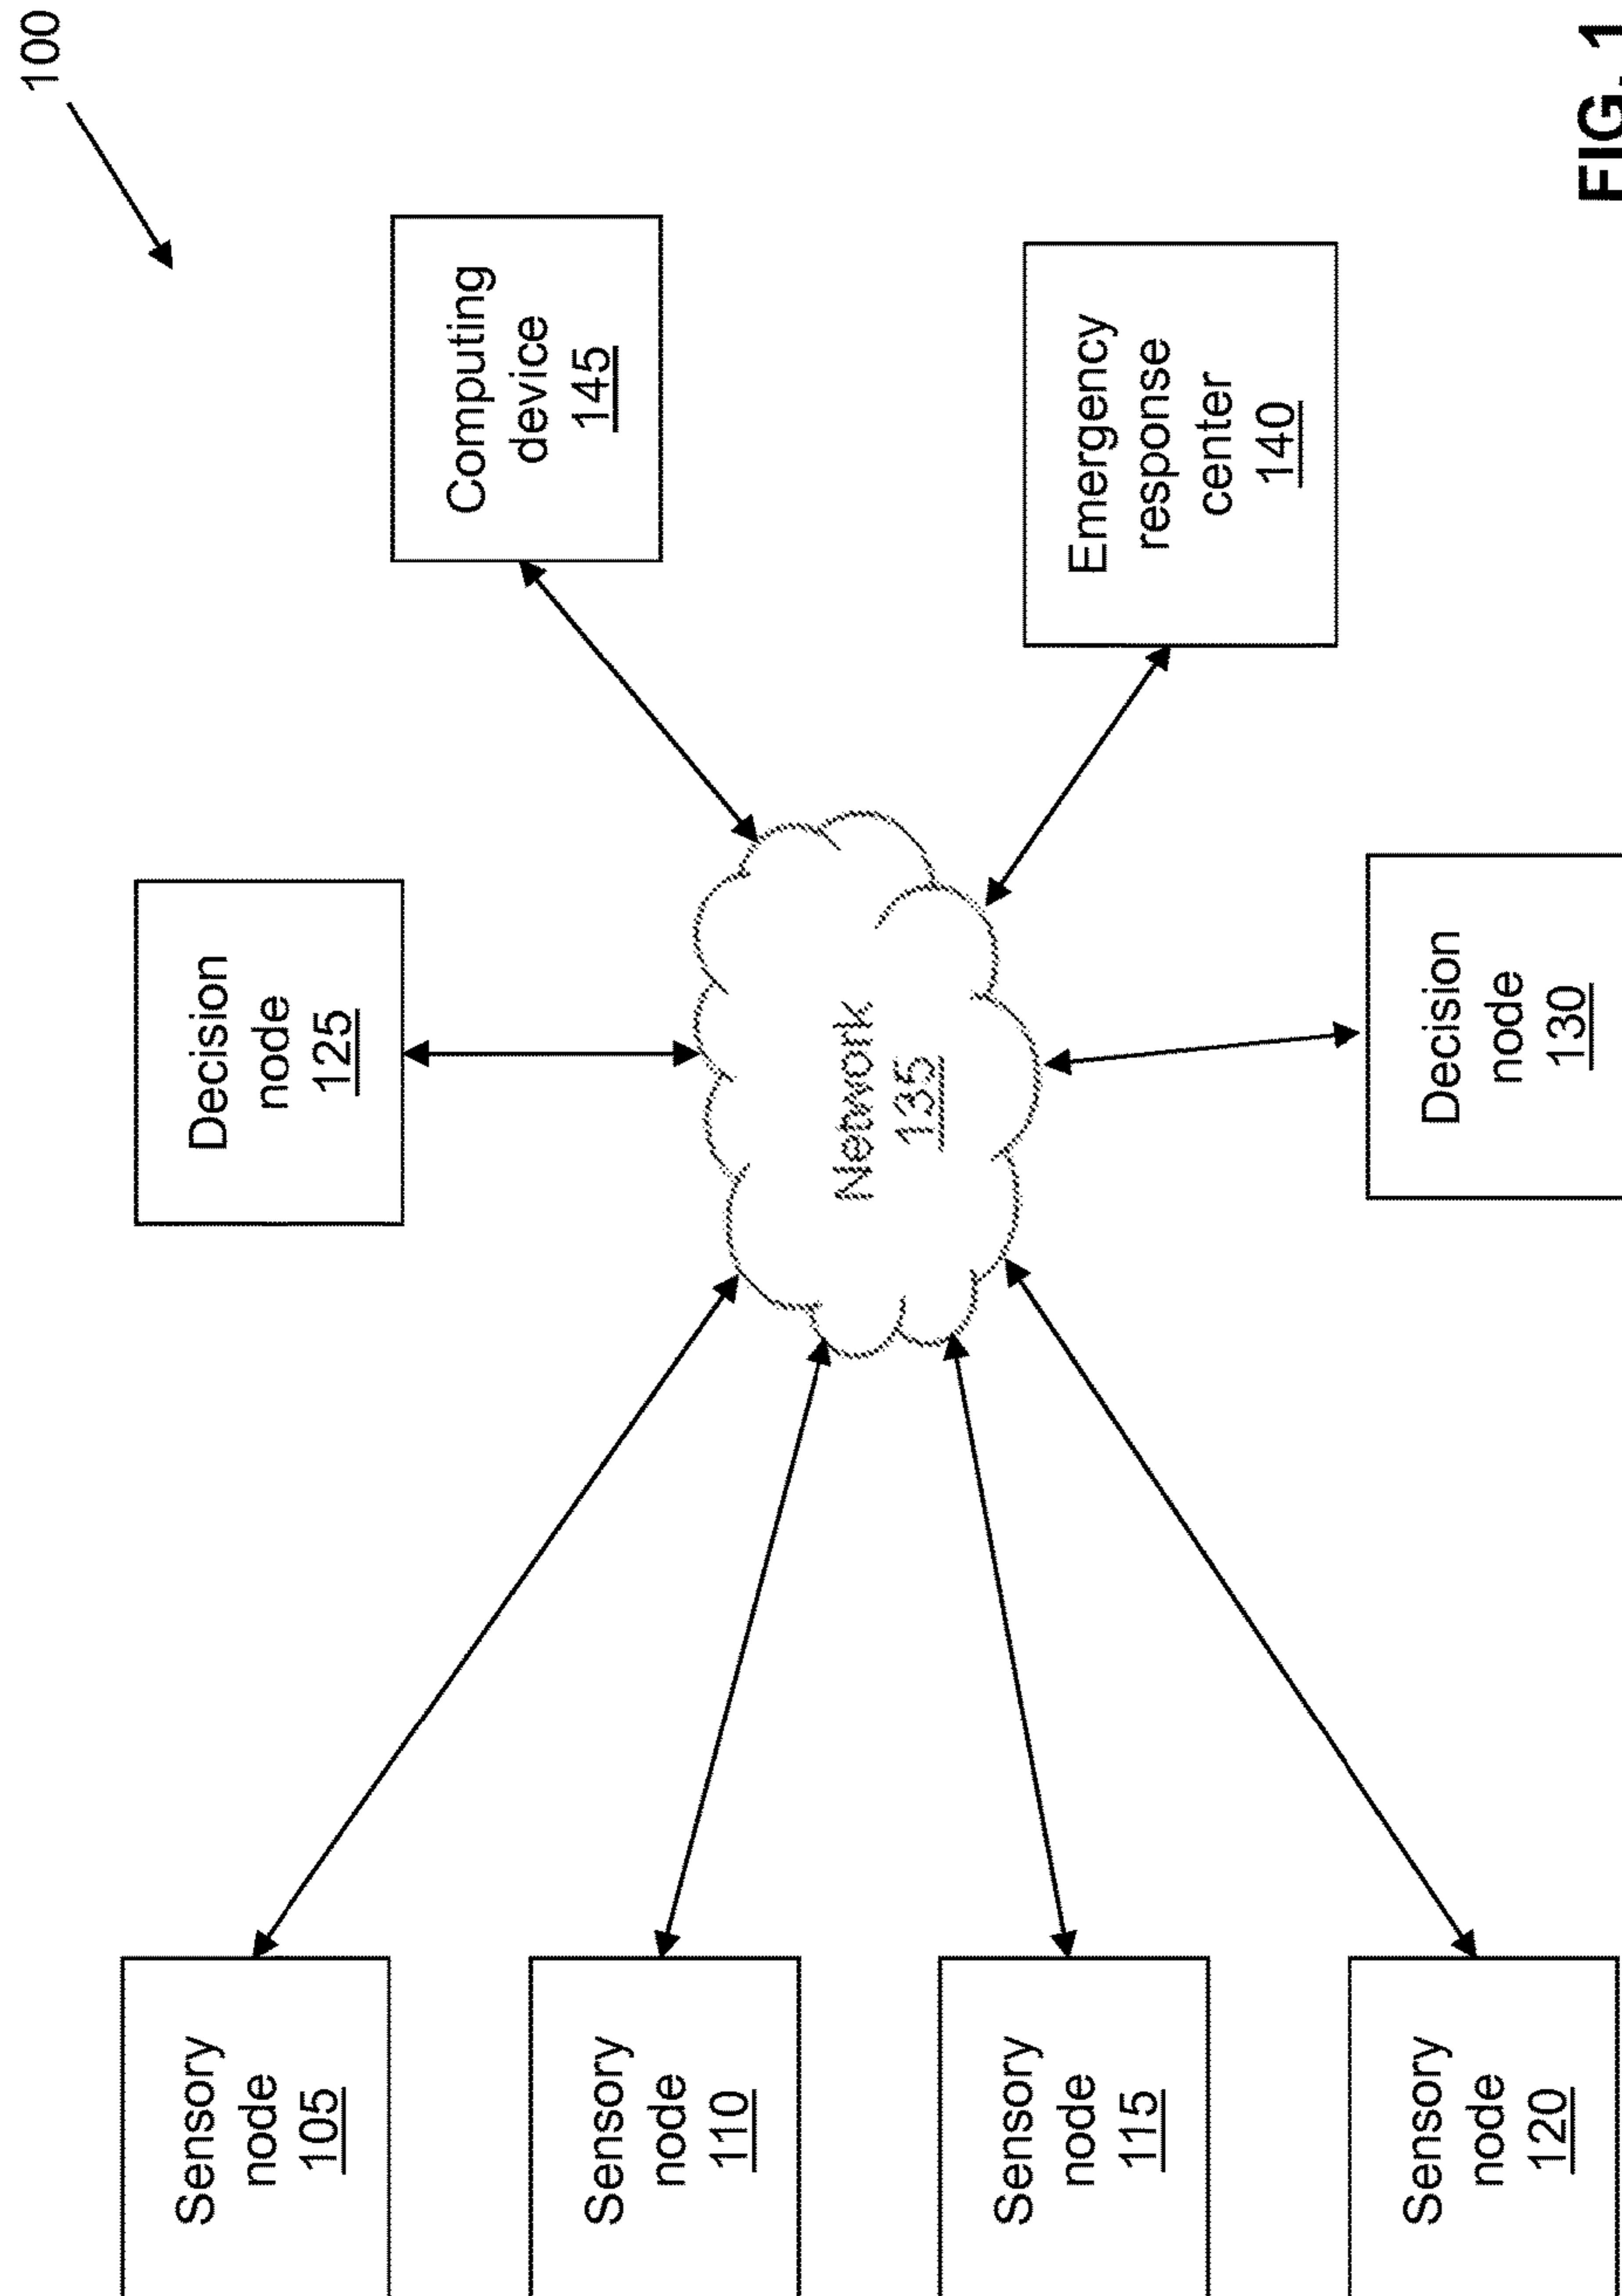 100
Sensory
node
105
Sensory
node
110
Sensory
node
115
Sensory
node
120
Decision
node
125
Network
135
Decision
node
130
Computing
device
145
Emergency
response
center
140
FIG. 1